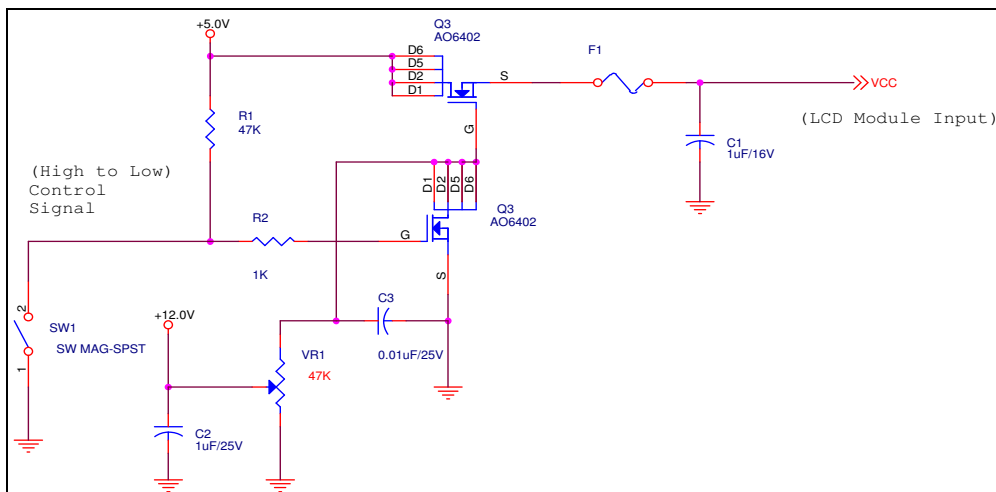 +5.0V
Q3
AO6402
D6
D5
D2
D1
S
G
F1
VCC
(LCD Module Input)
C1
1uF/16V
R1
47K
(High to Low)
Control
Signal
D1
D2
D5
D6
Q3
AO6402
G
S
R2
1K
+12.0V
C3
0.01uF/25V
2
SW1
SW MAG-SPST
1
VR1
47K
C2
1uF/25V